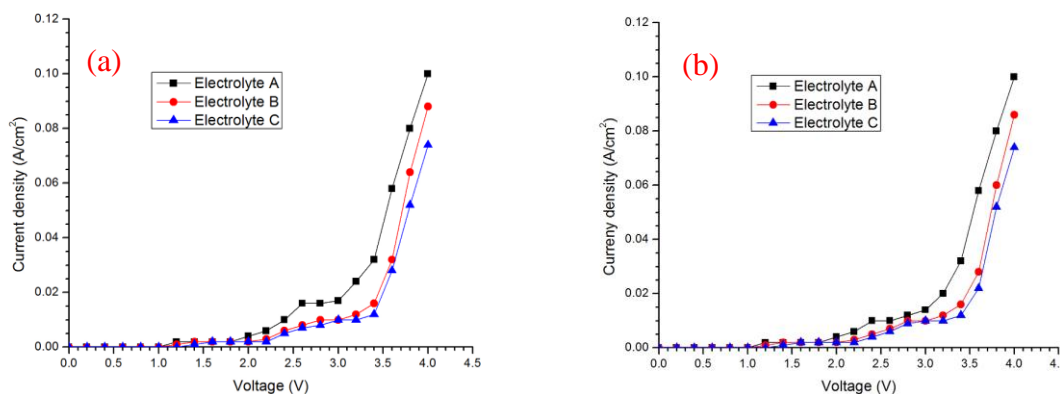 (a)
Electrolyte A
Electrolyte B
Electrolyte C
Current density (A/cm²)
0.12
0.10
0.08
0.06
0.04
0.02
0.00
0.0 0.5 1.0 1.5 2.0 2.5 3.0 3.5 4.0 4.5
Voltage (V)
(b)
Electrolyte A
Electrolyte B
Electrolyte C
Curreny density (A/cm²)
0.12
0.10
0.08
0.06
0.04
0.02
0.00
0.0 0.5 1.0 1.5 2.0 2.5 3.0 3.5 4.0 4.
Voltage (V)